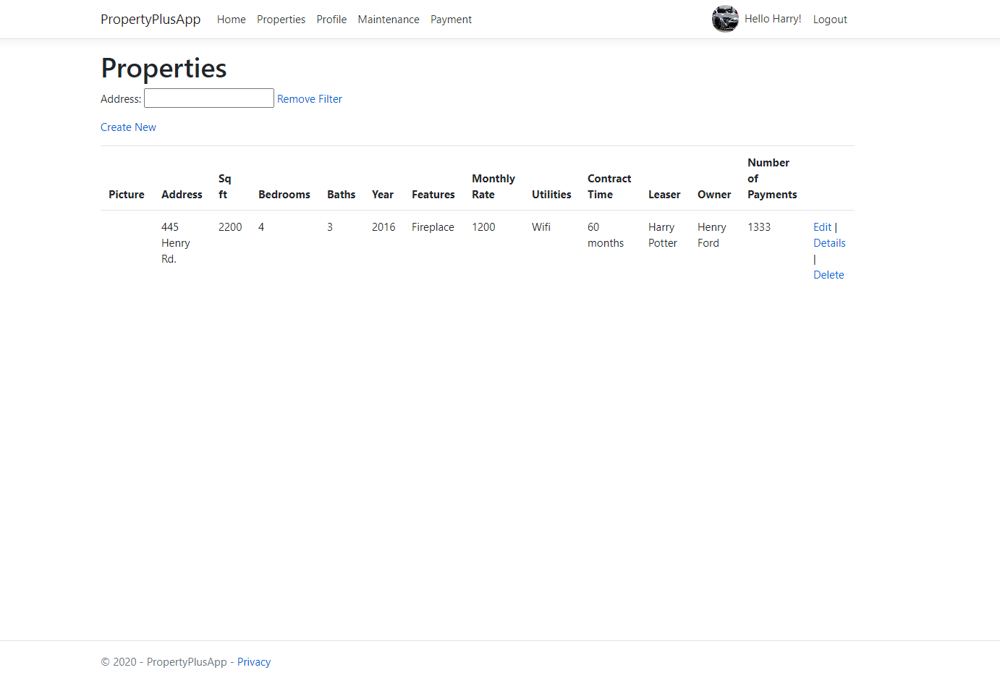 PropertyPlusApp Home Properties Profile Maintenance Payment Hello Harry! Logout
Properties
Address: Remove Filter
Create New
Picture Address Sq ft Bedrooms Baths Year Features Monthly Rate Utilities Contract Time Leaser Owner Number of Payments
445 Henry Rd. 2200 4 3 2016 Fireplace 1200 Wifi 60 months Harry Potter Henry Ford 1333 Edit | Details | Delete
© 2020 - PropertyPlusApp - Privacy